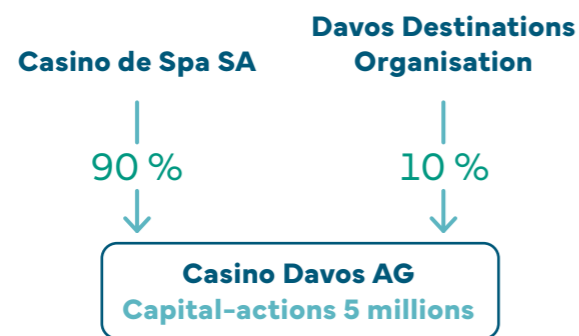 Casino de Spa SA
Davos Destinations
Organisation
90 %
10 %
Casino Davos AG
Capital-actions 5 millions